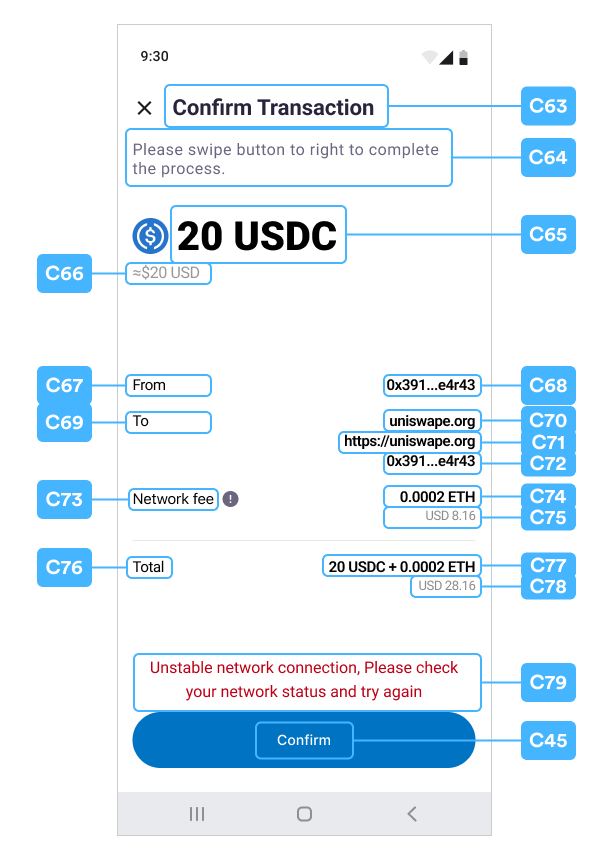 9:30
Confirm Transaction
C63
Please swipe button to right to complete
the process.
C64
20 USDC
C65
C66
≈$20 USD
C67
From
0x391...e4r43
C68
C69
To
uniswape.org
C70
https://uniswape.org
C71
0x391...e4r43
C72
C73
Network fee
0.0002 ETH
C74
USD 8.16
C75
C76
Total
20 USDC + 0.0002 ETH
C77
USD 28.16
C78
Unstable network connection, Please check
your network status and try again
C79
Confirm
C45